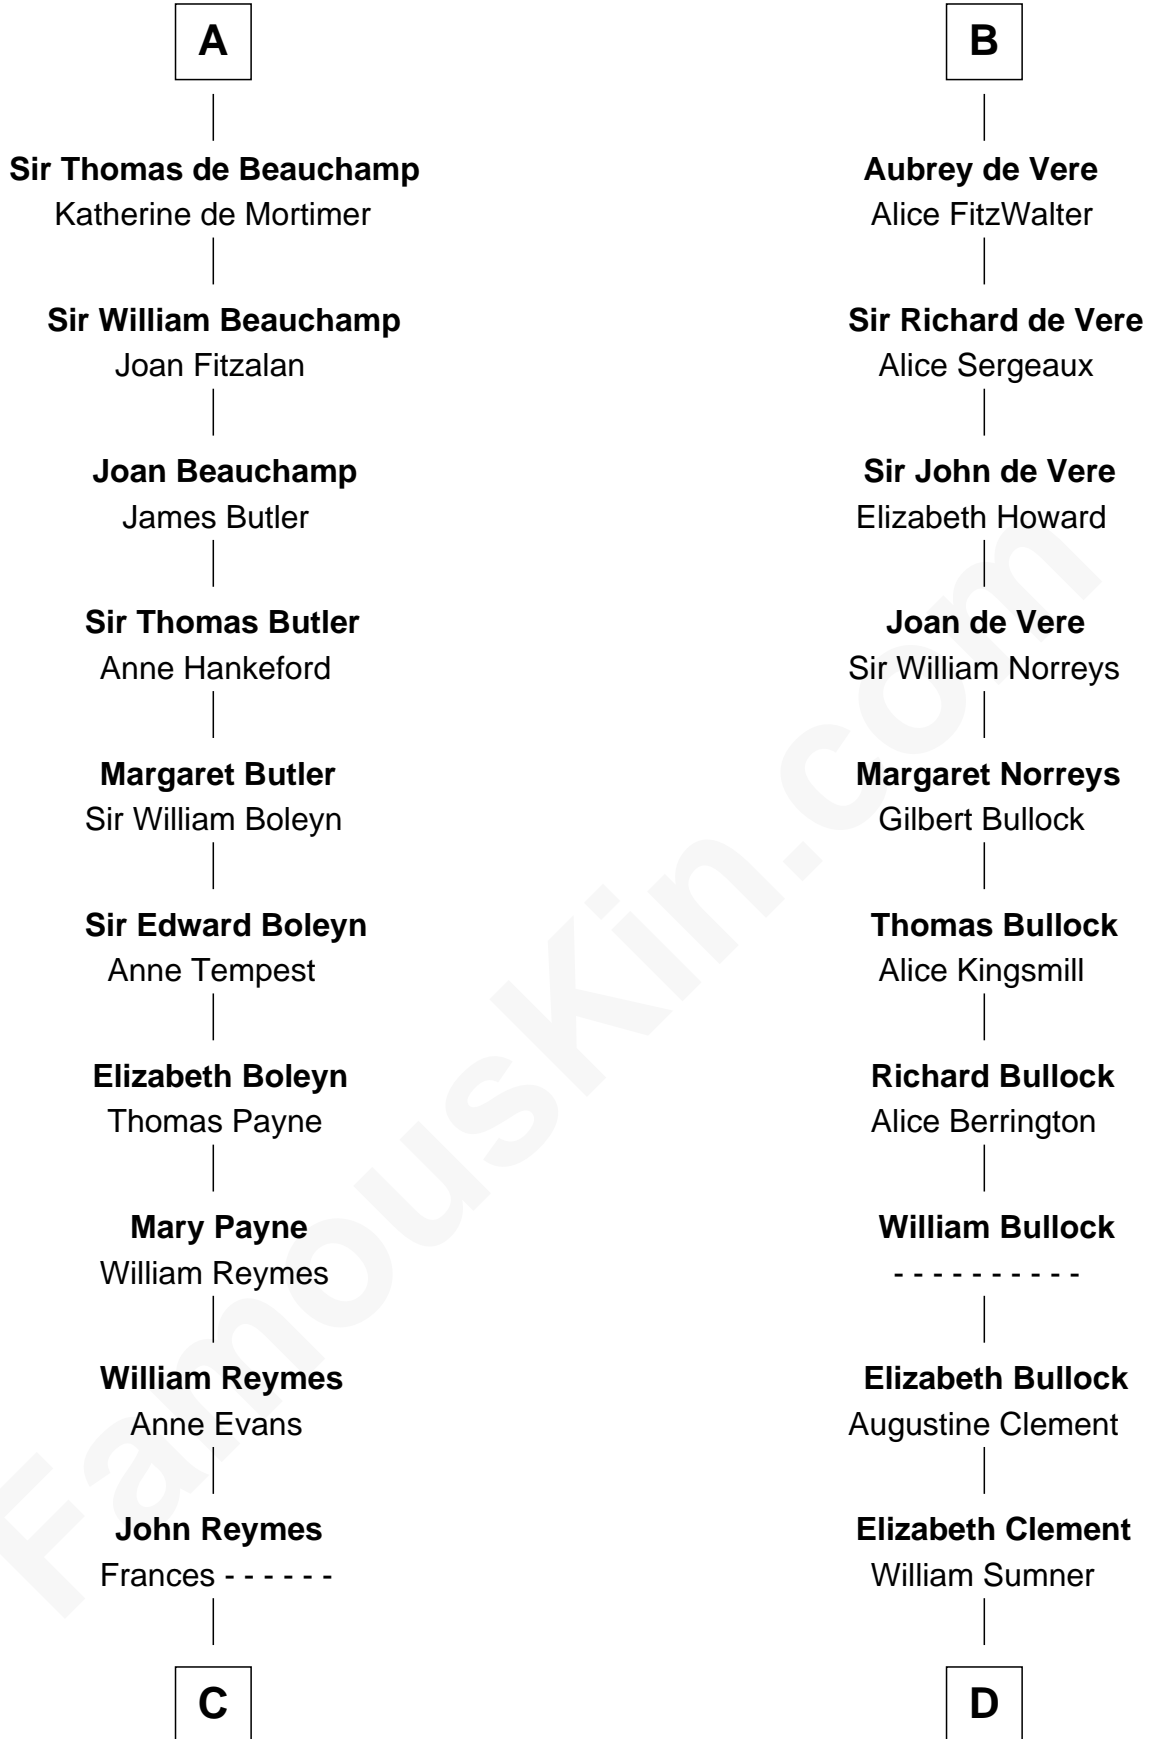 A
Sir Thomas de Beauchamp
Katherine de Mortimer
Sir William Beauchamp
Joan Fitzalan
Joan Beauchamp
James Butler
Sir Thomas Butler
Anne Hankeford
Margaret Butler
Sir William Boleyn
Sir Edward Boleyn
Anne Tempest
Elizabeth Boleyn
Thomas Payne
Mary Payne
William Reymes
William Reymes
Anne Evans
John Reymes
Frances - - - - - -
C
B
Aubrey de Vere
Alice FitzWalter
Sir Richard de Vere
Alice Sergeaux
Sir John de Vere
Elizabeth Howard
Joan de Vere
Sir William Norreys
Margaret Norreys
Gilbert Bullock
Thomas Bullock
Alice Kingsmill
Richard Bullock
Alice Berrington
William Bullock
- - - - - - - - - -
Elizabeth Bullock
Augustine Clement
Elizabeth Clement
William Sumner
D
FamousKin.com